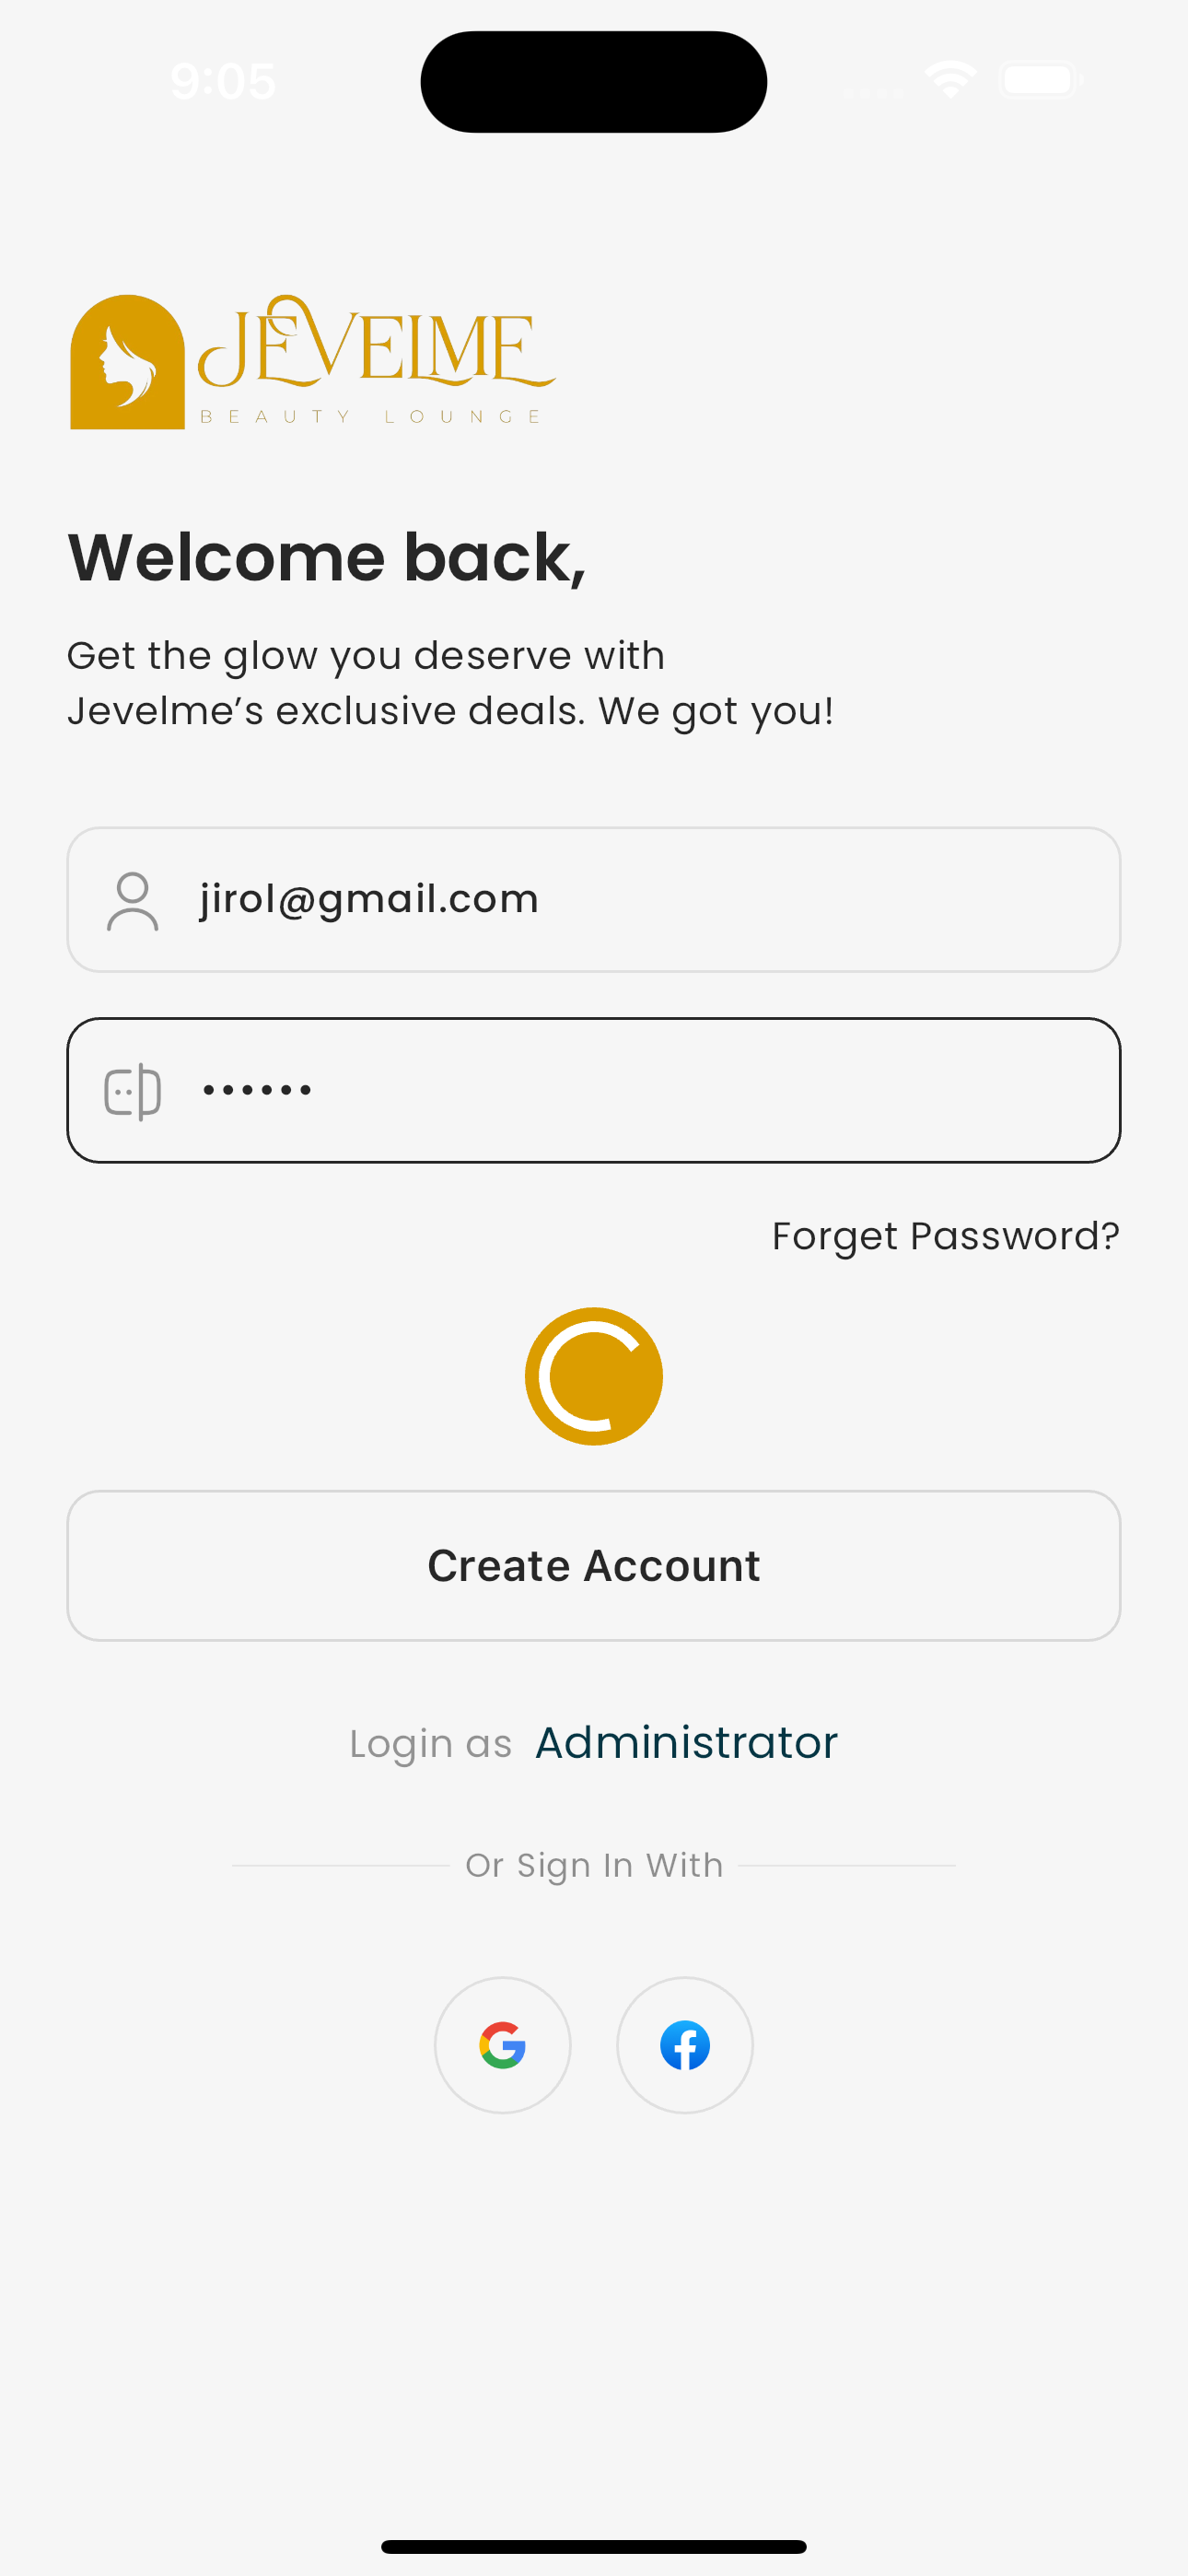 9:05
JEVELME
BEAUTY LOUNGE
Welcome back,
Get the glow you deserve with
Jevelme’s exclusive deals. We got you!
jirol@gmail.com
••••••
Forget Password?
Create Account
Login as Administrator
Or Sign In With